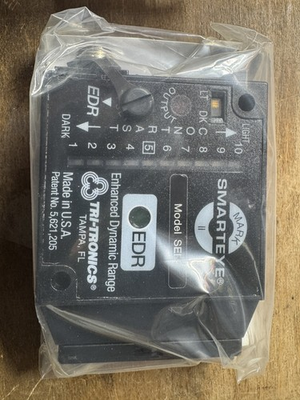 SMARTEYE®
MARK
II
Model SE
EDR
Enhanced Dynamic Range
TRI-TRONICS®
TAMPA, FL
Made in U.S.A.
Patent No. 5,621,205
LIGHT
10
9
8
7
6
5
4
3
2
1
DARK
CONTRAST
EDR
OUTPUT
LT
DK